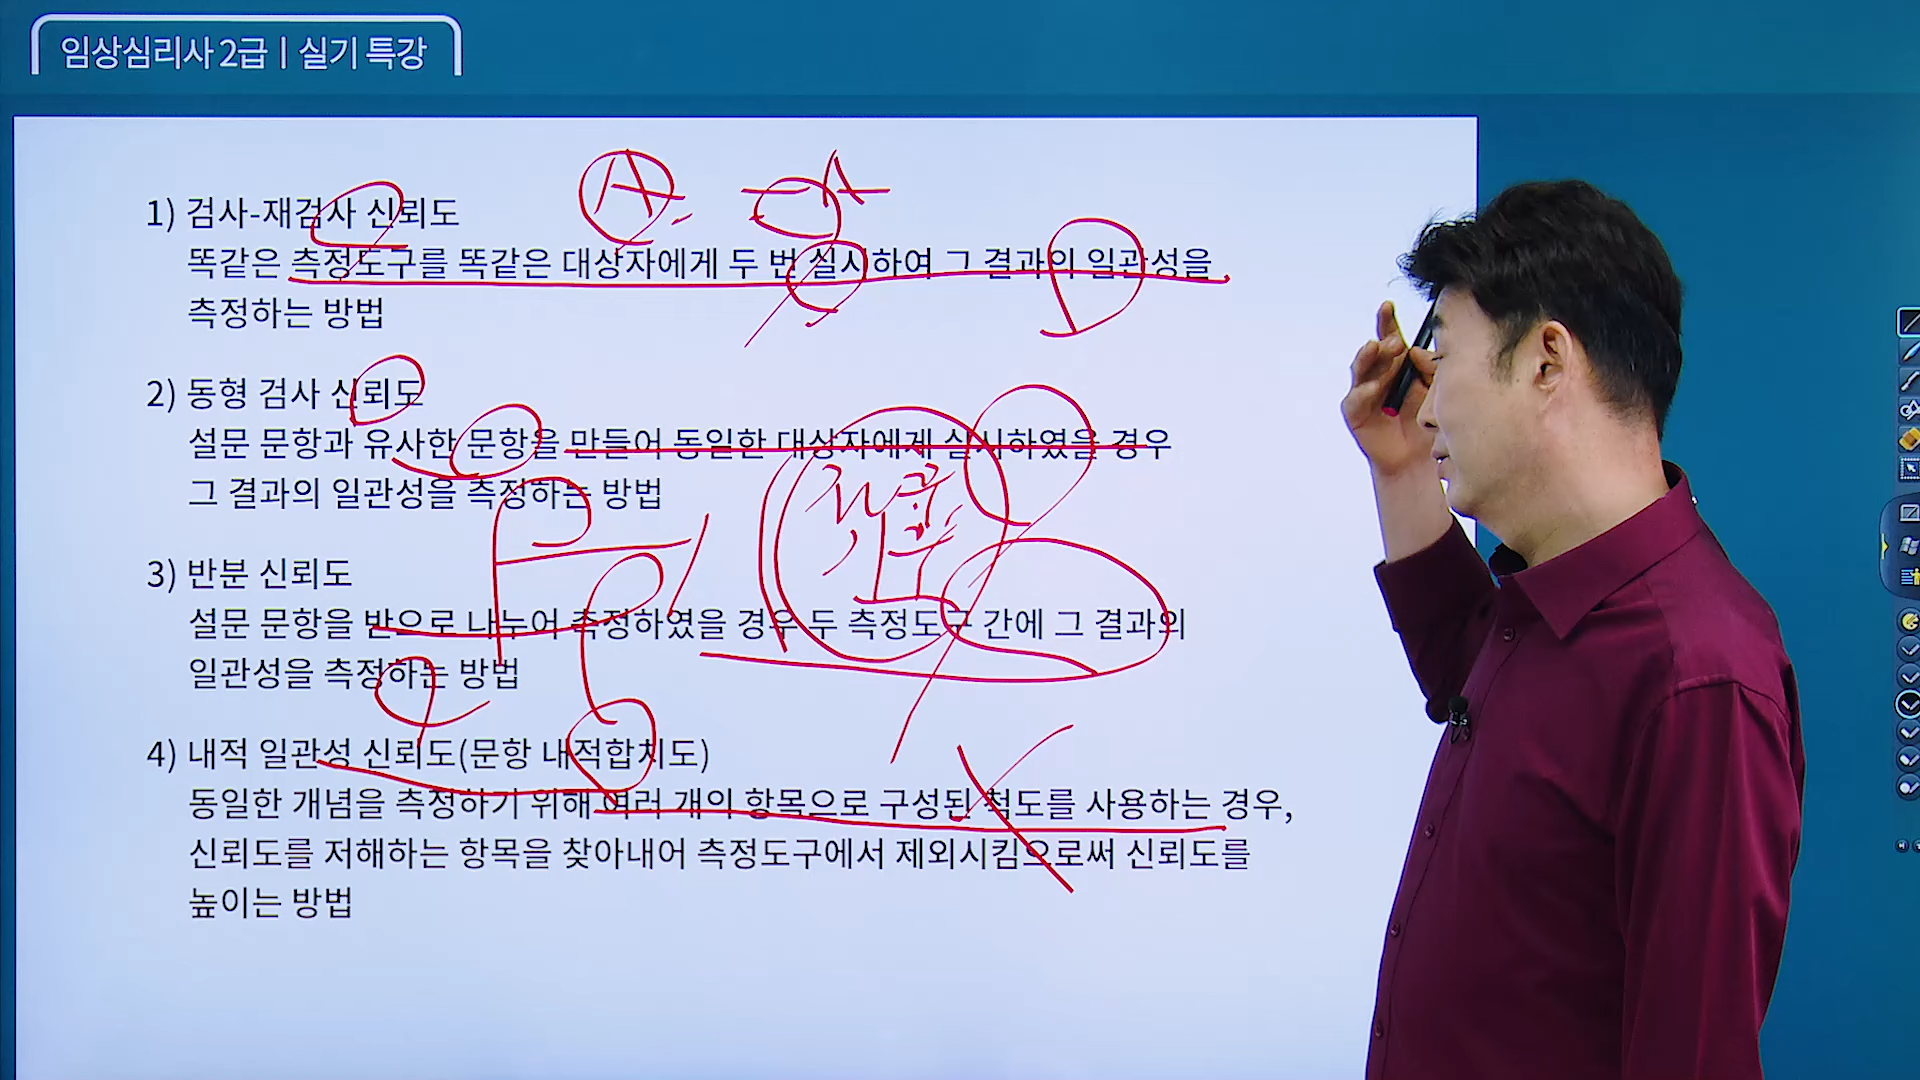 임상심리사 2급 | 실기 특강
A A
1) 검사-재검사 신뢰도
똑같은 측정도구를 똑같은 대상자에게 두 번 실시하여 그 결과의 일관성을
측정하는 방법
2) 동형 검사 신뢰도
설문 문항과 유사한 문항을 만들어 동일한 대상자에게 실시하였을 경우
그 결과의 일관성을 측정하는 방법
3) 반분 신뢰도
설문 문항을 반으로 나누어 측정하였을 경우 두 측정도구 간에 그 결과의
일관성을 측정하는 방법
4) 내적 일관성 신뢰도(문항 내적합치도)
동일한 개념을 측정하기 위해 여러 개의 항목으로 구성된 척도를 사용하는 경우,
신뢰도를 저해하는 항목을 찾아내어 측정도구에서 제외시킴으로써 신뢰도를
높이는 방법